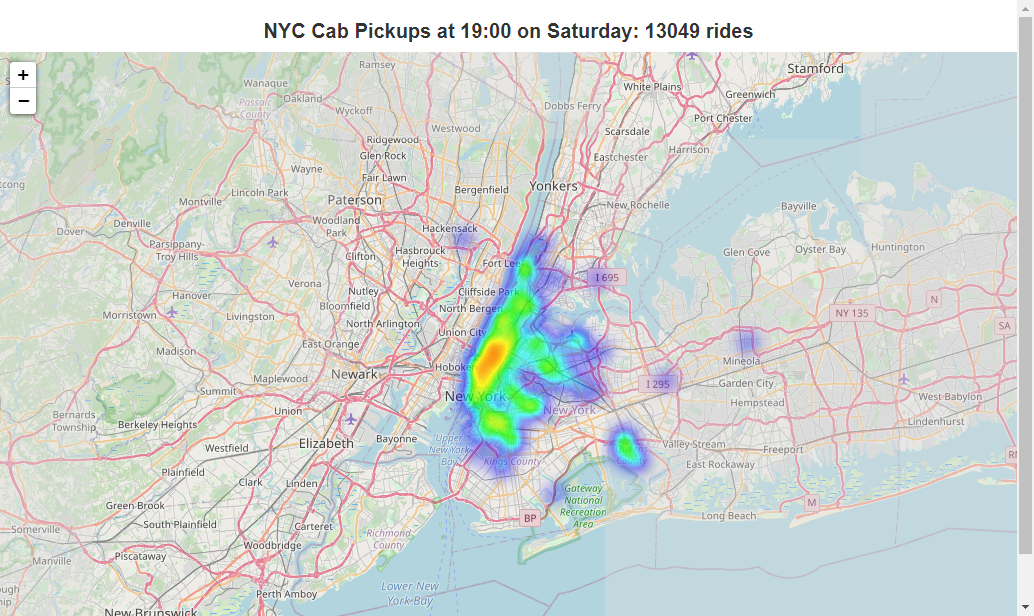 NYC Cab Pickups at 19:00 on Saturday: 13049 rides
+
−
Ramsey
Stamford
Wanaque
White Plains
Greenwich
Oakland
Passaic
County
Wyckoff
Dobbs Ferry
Port Chester
Westwood
Scarsdale
Ridgewood
Harrison
Glen Rock
Eastchester
Wayne
Fair Lawn
Bergenfield
Yonkers
Lincoln Park
Paterson
Montville
New Rochelle
Bayville
Woodland
Park
Denville
Hackensack
Dover
Parsippany-
Troy Hills
Hasbrouck
Heights
Clifton
Fort Lee
Glen Cove
Oyster Bay
Huntington
I 695
Verona
Nutley
Cliffside Park
Hanover
Bloomfield
North Bergen
N
Morristown
Livingston
North Arlington
NY 135
SA
Union City
East Orange
Madison
Mineola
Hoboken
Newark
Maplewood
I 295
Garden City
Summit
New York
West Babylon
Hempstead
Union
New York
Bernards
Township
Berkeley Heights
Lindenhurst
Elizabeth
Bayonne
Upper
New York
Bay
Valley Stream
Freeport
Westfield
Kings County
East Rockaway
Plainfield
Clark
Linden
Gateway
National
Recreation
Area
Green Brook
M
South Plainfield
BP
Long Beach
Somerville
Carteret
Richmond
County
Woodbridge
Piscataway
Manville
Lower New
York Bay
Perth Amboy
New Brunswick